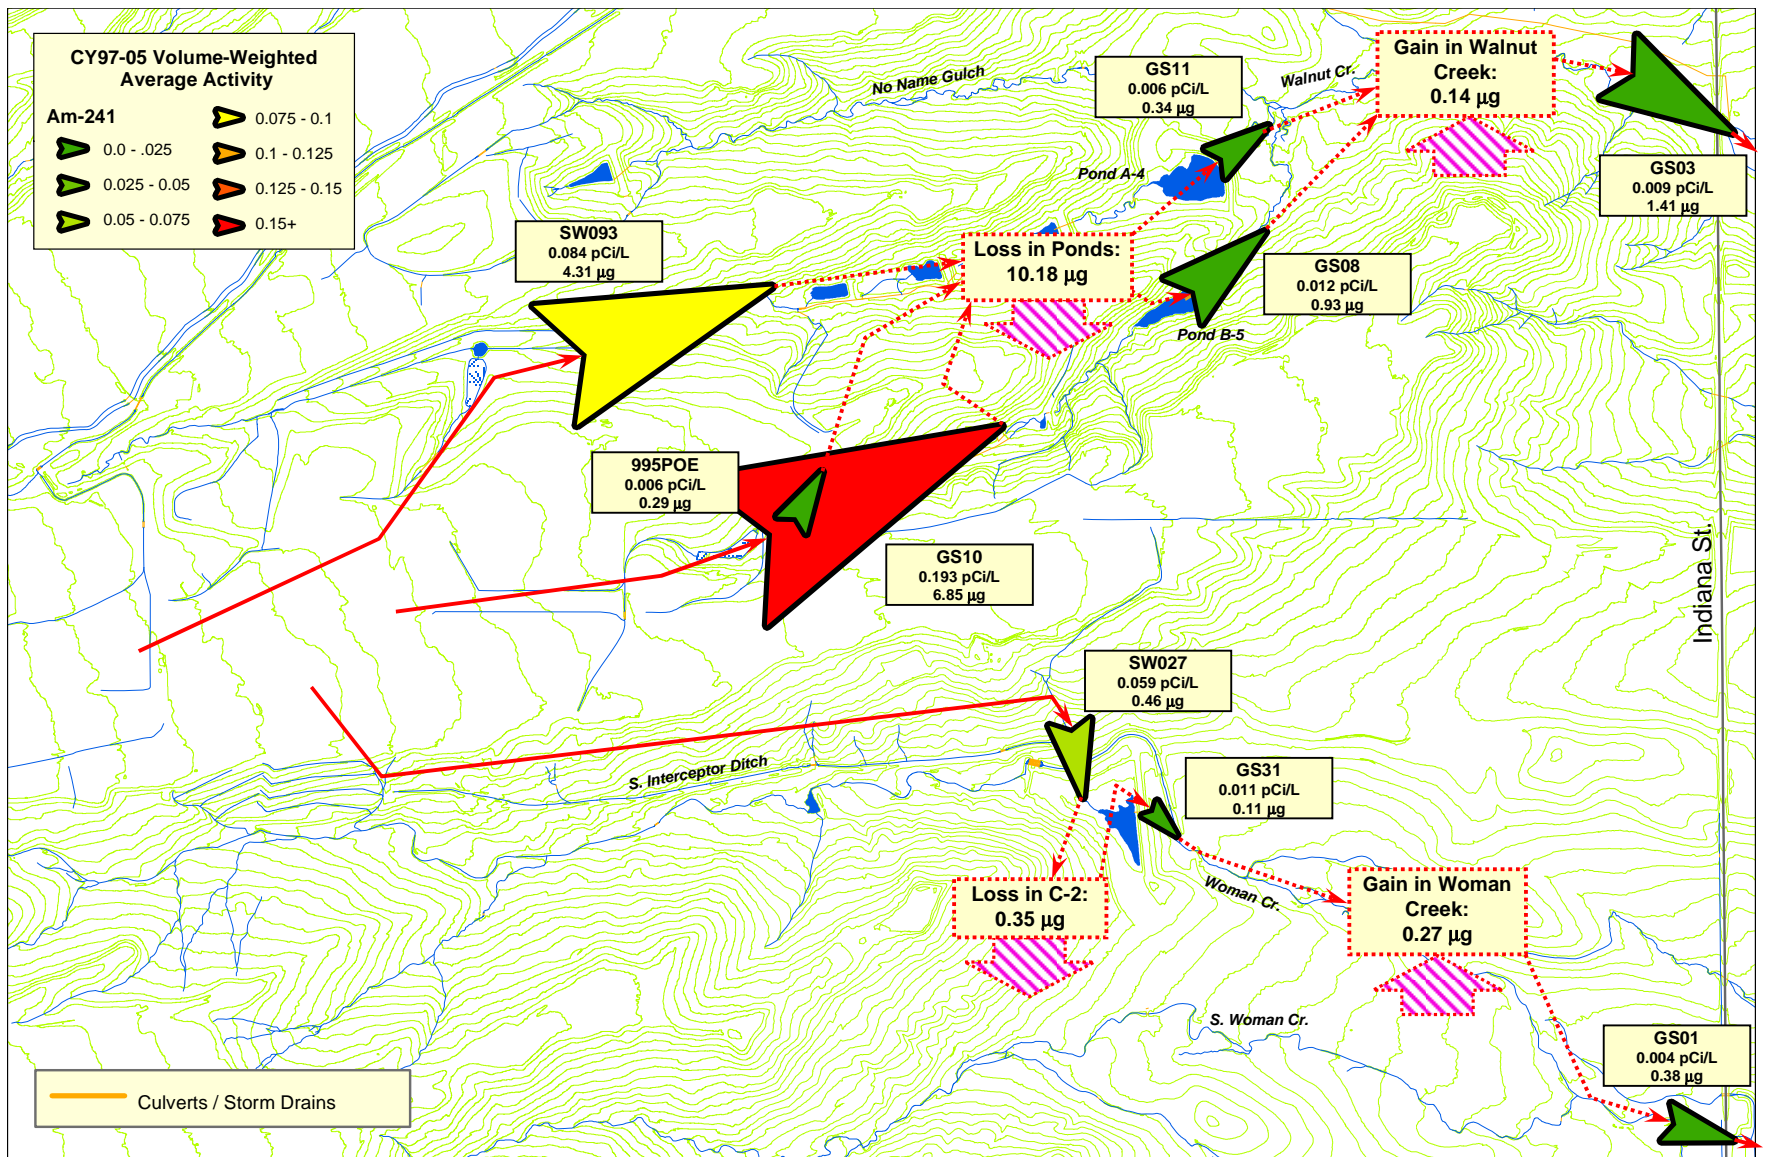 CY97-05 Volume-Weighted
Average Activity
Am-241
0.0 - .025
0.025 - 0.05
0.05 - 0.075
0.075 - 0.1
0.1 - 0.125
0.125 - 0.15
0.15+
No Name Gulch
GS11
0.006 pCi/L
0.34 µg
Walnut Cr.
Gain in Walnut
Creek:
0.14 µg
GS03
0.009 pCi/L
1.41 µg
Pond A-4
SW093
0.084 pCi/L
4.31 µg
Loss in Ponds:
10.18 µg
GS08
0.012 pCi/L
0.93 µg
Pond B-5
995POE
0.006 pCi/L
0.29 µg
GS10
0.193 pCi/L
6.85 µg
Indiana St.
SW027
0.059 pCi/L
0.46 µg
S. Interceptor Ditch
GS31
0.011 pCi/L
0.11 µg
Loss in C-2:
0.35 µg
Woman Cr.
Gain in Woman
Creek:
0.27 µg
S. Woman Cr.
GS01
0.004 pCi/L
0.38 µg
Culverts / Storm Drains